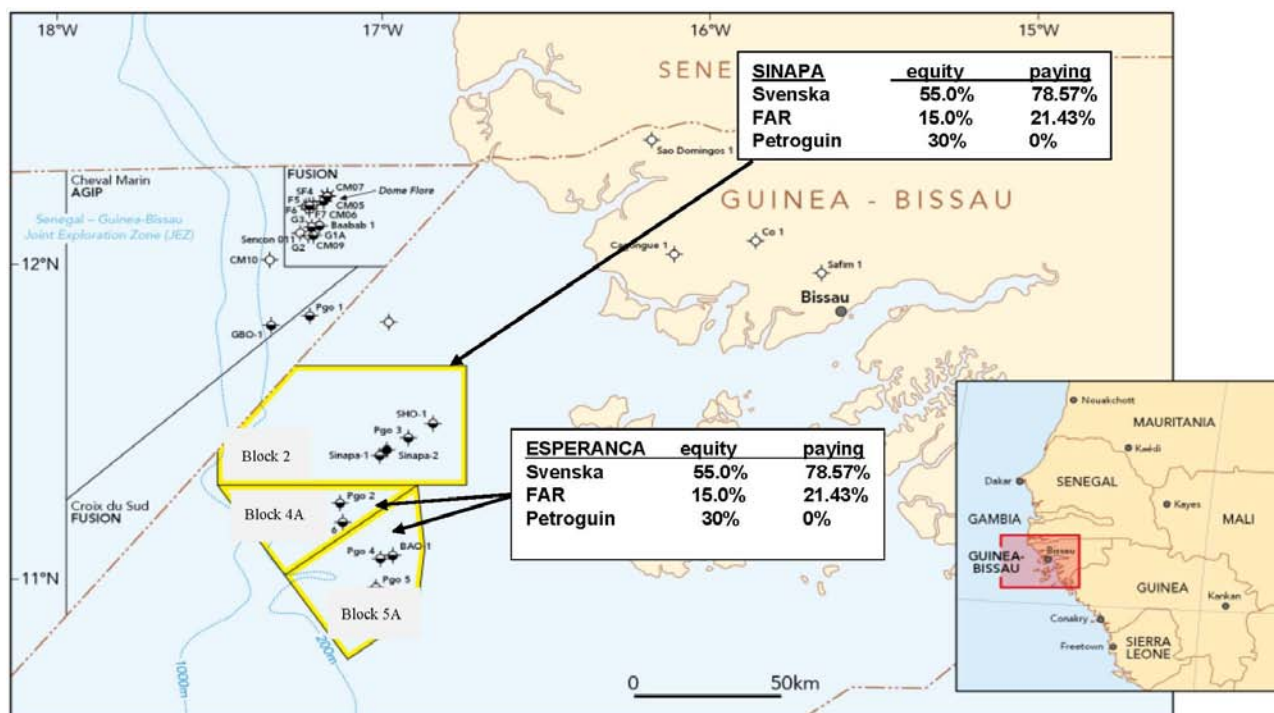 18°W
17°W
16°W
15°W
12°N
11°N
SENE
GUINEA - BISSAU
SINAPA equity paying
Svenska 55.0% 78.57%
FAR 15.0% 21.43%
Petroguin 30% 0%
Sao Domingos 1
Co 1
Safim 1
Bissau
Cheval Marin
AGIP
Senegal – Guinea-Bissau
Joint Exploration Zone (JEZ)
FUSION
SF4
CM07
Dome Flore
F5
CM05
F6
F7
CM06
G3
Baabab 1
Sencon 011
G1A
G2
CM09
CM10
Pgo 1
GBO-1
SHO-1
Pgo 3
Sinapa-1
Sinapa-2
Block 2
ESPERANCA equity paying
Svenska 55.0% 78.57%
FAR 15.0% 21.43%
Petroguin 30% 0%
Croix du Sud
FUSION
Pgo 2
Block 4A
6
Pgo 4
BAO-1
Pgo 5
Block 5A
200m
1000m
0 50km
Nouakchott
MAURITANIA
Kaédi
SENEGAL
Dakar
Kayes
GAMBIA
MALI
GUINEA-
BISSAU
Bissau
GUINEA
Kankan
Conakry
SIERRA
LEONE
Freetown